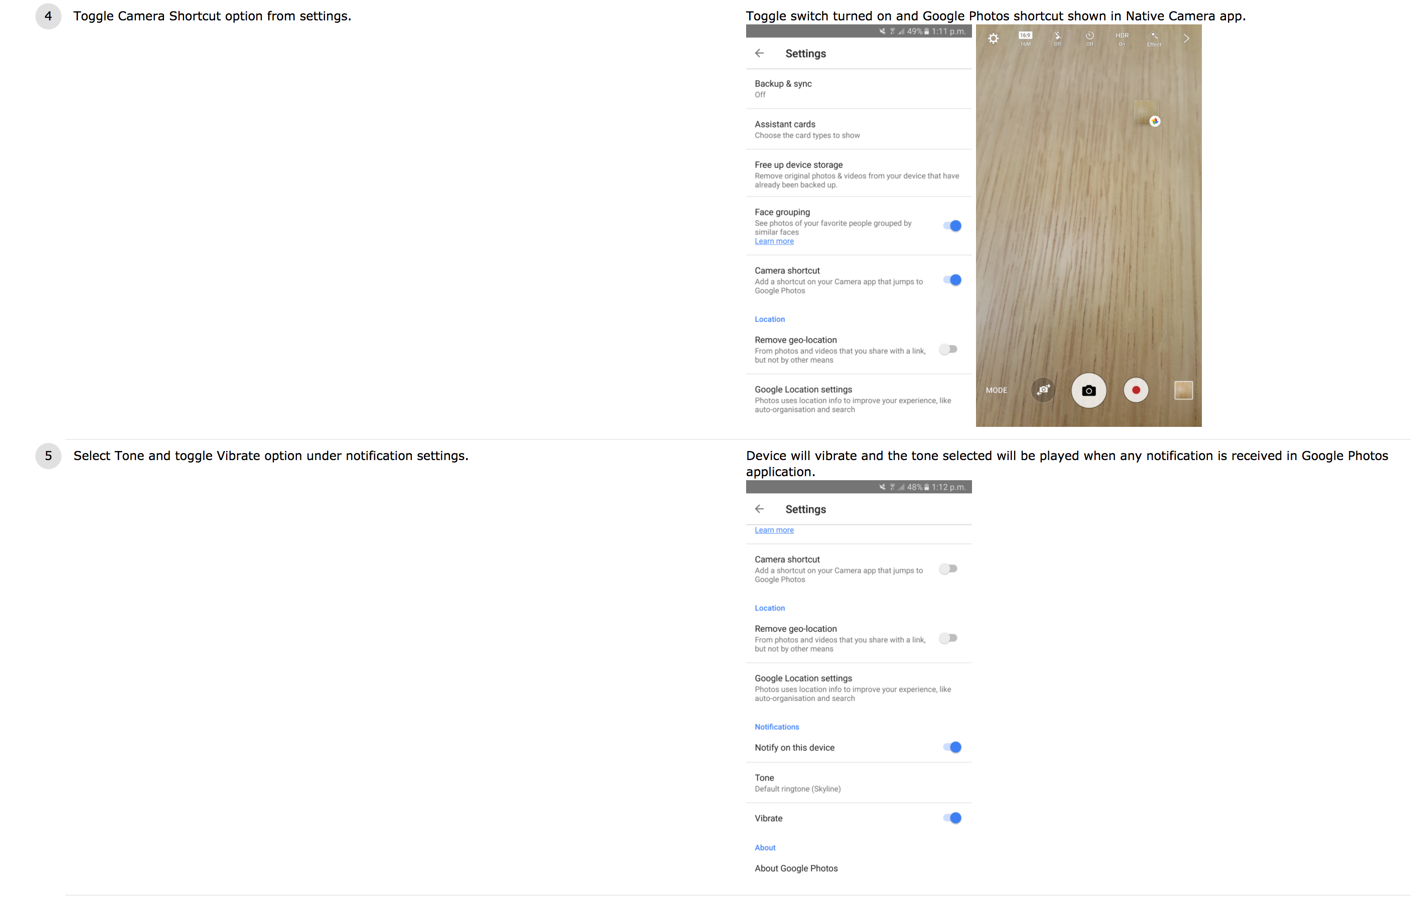 4
Toggle Camera Shortcut option from settings.
Toggle switch turned on and Google Photos shortcut shown in Native Camera app.
49% 1:11 p.m.
Settings
Backup & sync
Off
Assistant cards
Choose the card types to show
Free up device storage
Remove original photos & videos from your device that have
already been backed up.
Face grouping
See photos of your favorite people grouped by
similar faces
Learn more
Camera shortcut
Add a shortcut on your Camera app that jumps to
Google Photos
Location
Remove geo-location
From photos and videos that you share with a link,
but not by other means
Google Location settings
Photos uses location info to improve your experience, like
auto-organisation and search
16:9
HDR
Effect
MODE
5
Select Tone and toggle Vibrate option under notification settings.
Device will vibrate and the tone selected will be played when any notification is received in Google Photos
application.
48% 1:12 p.m.
Settings
Learn more
Camera shortcut
Add a shortcut on your Camera app that jumps to
Google Photos
Location
Remove geo-location
From photos and videos that you share with a link,
but not by other means
Google Location settings
Photos uses location info to improve your experience, like
auto-organisation and search
Notifications
Notify on this device
Tone
Default ringtone (Skyline)
Vibrate
About
About Google Photos